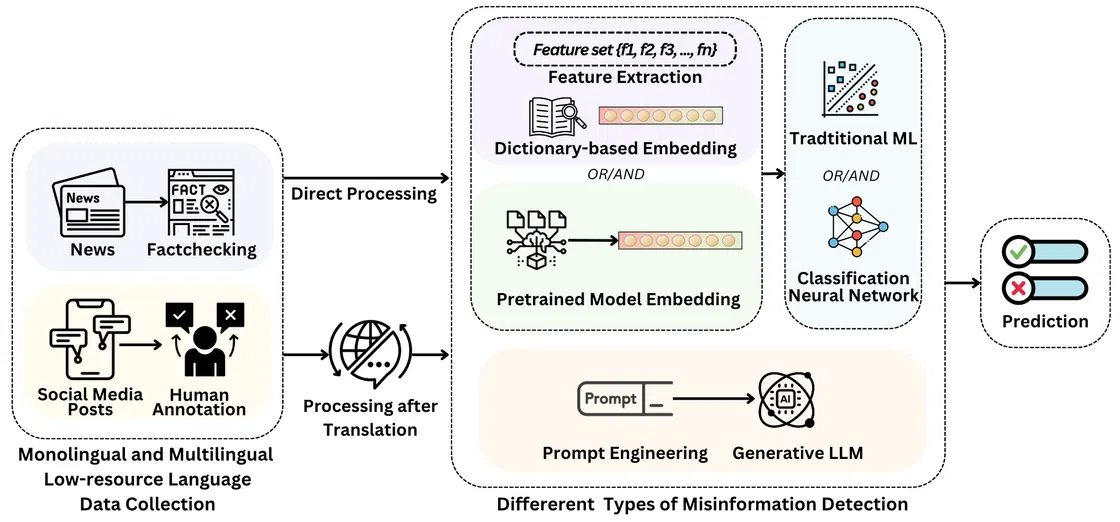 News
News
FACT
Factchecking
Social Media
Posts
Human
Annotation
Monolingual and Multilingual
Low-resource Language
Data Collection
Direct Processing
Processing after
Translation
Feature set {f1, f2, f3, ..., fn}
Feature Extraction
Dictionary-based Embedding
OR/AND
Pretrained Model Embedding
Tradtitional ML
OR/AND
Classification
Neural Network
Prompt
AI
Prompt Engineering
Generative LLM
Differerent Types of Misinformation Detection
Prediction